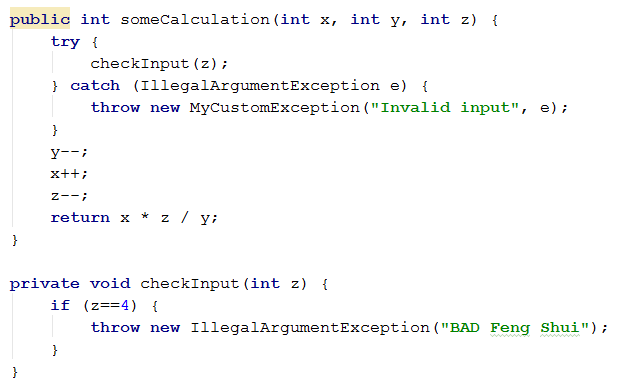 public int someCalculation(int x, int y, int z) {
    try {
        checkInput(z);
    } catch (IllegalArgumentException e) {
        throw new MyCustomException("Invalid input", e);
    }
    y--;
    x++;
    z--;
    return x * z / y;
}

private void checkInput(int z) {
    if (z==4) {
        throw new IllegalArgumentException("BAD Feng Shui");
    }
}